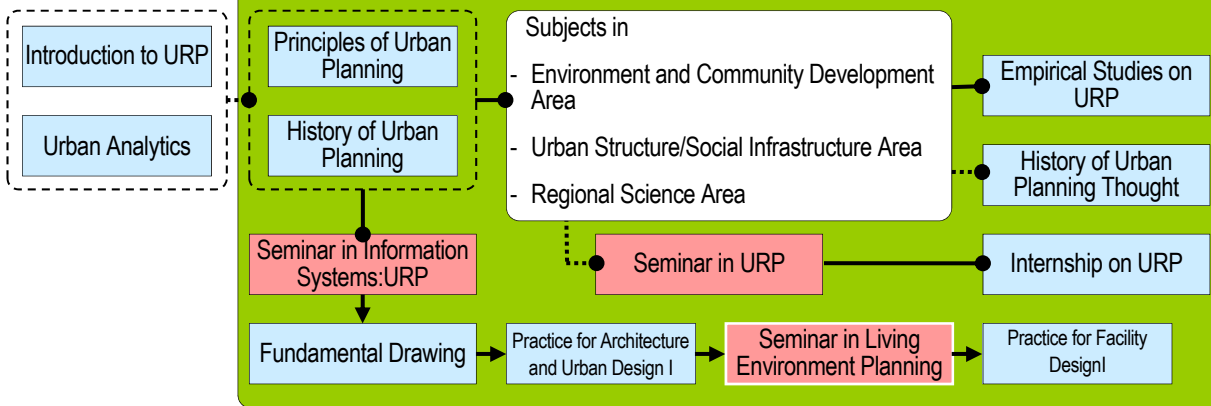 Introduction to URP
Urban Analytics
Principles of Urban
Planning
History of Urban
Planning
Subjects in
- Environment and Community Development
Area
- Urban Structure/Social Infrastructure Area
- Regional Science Area
Empirical Studies on
URP
History of Urban
Planning Thought
Seminar in Information
Systems:URP
Seminar in URP
Internship on URP
Fundamental Drawing
Practice for Architecture
and Urban Design I
Seminar in Living
Environment Planning
Practice for Facility
DesignI